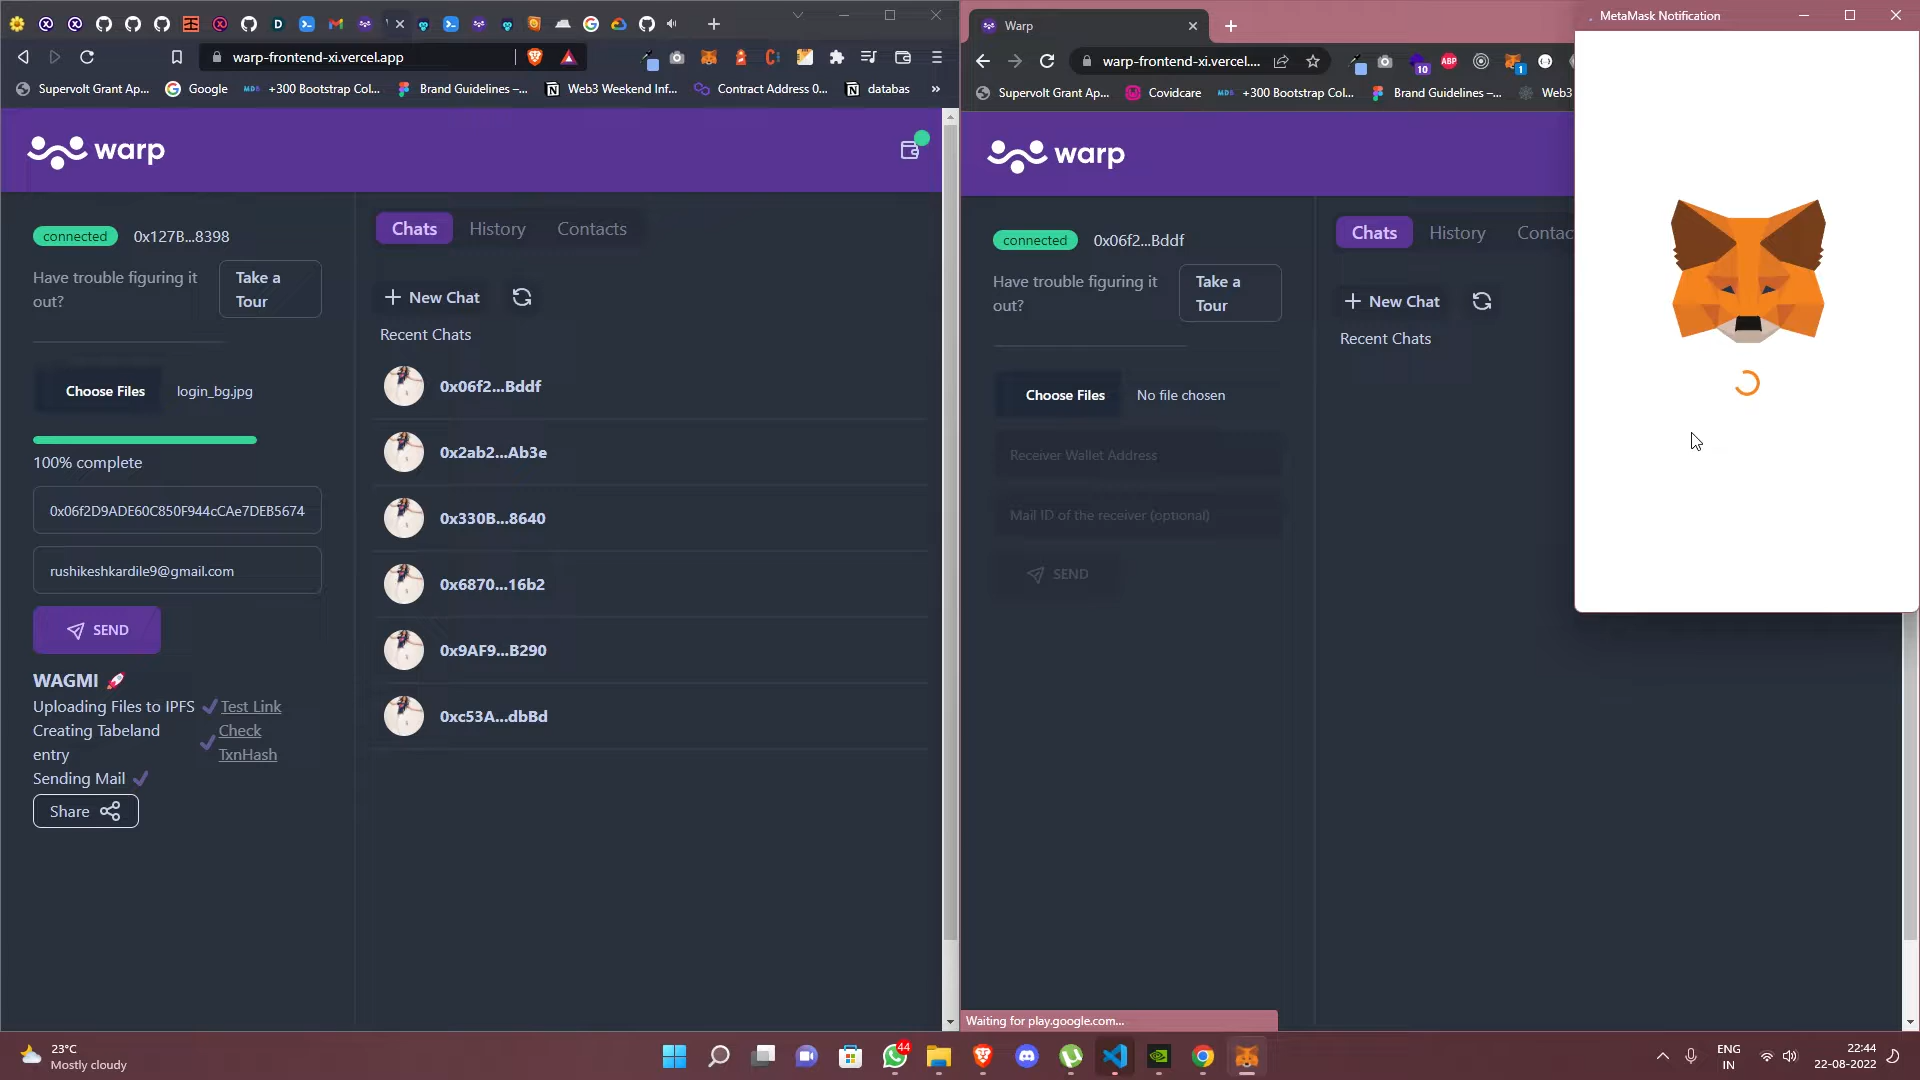 warp-frontend-xi.vercel.app
Supervolt Grant Ap...
Google
+300 Bootstrap Col...
Brand Guidelines –...
Web3 Weekend Inf...
Contract Address 0...
databas
»
warp
connected
0x127B...8398
Have trouble figuring it
out?
Take a
Tour
Choose Files
login_bg.jpg
100% complete
0x06f2D9ADE60C850F944cCAe7DEB5674
rushikeshkardile9@gmail.com
SEND
WAGMI 🚀
Uploading Files to IPFS ✔ Test Link
Creating Tabeland
entry
✔ Check
TxnHash
Sending Mail ✔
Share
Chats
History
Contacts
+ New Chat
Recent Chats
0x06f2...Bddf
0x2ab2...Ab3e
0x330B...8640
0x6870...16b2
0x9AF9...B290
0xc53A...dbBd
Warp
warp-frontend-xi.vercel....
ABP
10
1
Supervolt Grant Ap...
Covidcare
+300 Bootstrap Col...
Brand Guidelines –...
Web3
warp
connected
0x06f2...Bddf
Have trouble figuring it
out?
Take a
Tour
Choose Files
No file chosen
Receiver Wallet Address
Mail ID of the receiver (optional)
SEND
Chats
History
Contac
+ New Chat
Recent Chats
MetaMask Notification
Waiting for play.google.com...
23°C
Mostly cloudy
44
ENG
IN
22:44
22-08-2022